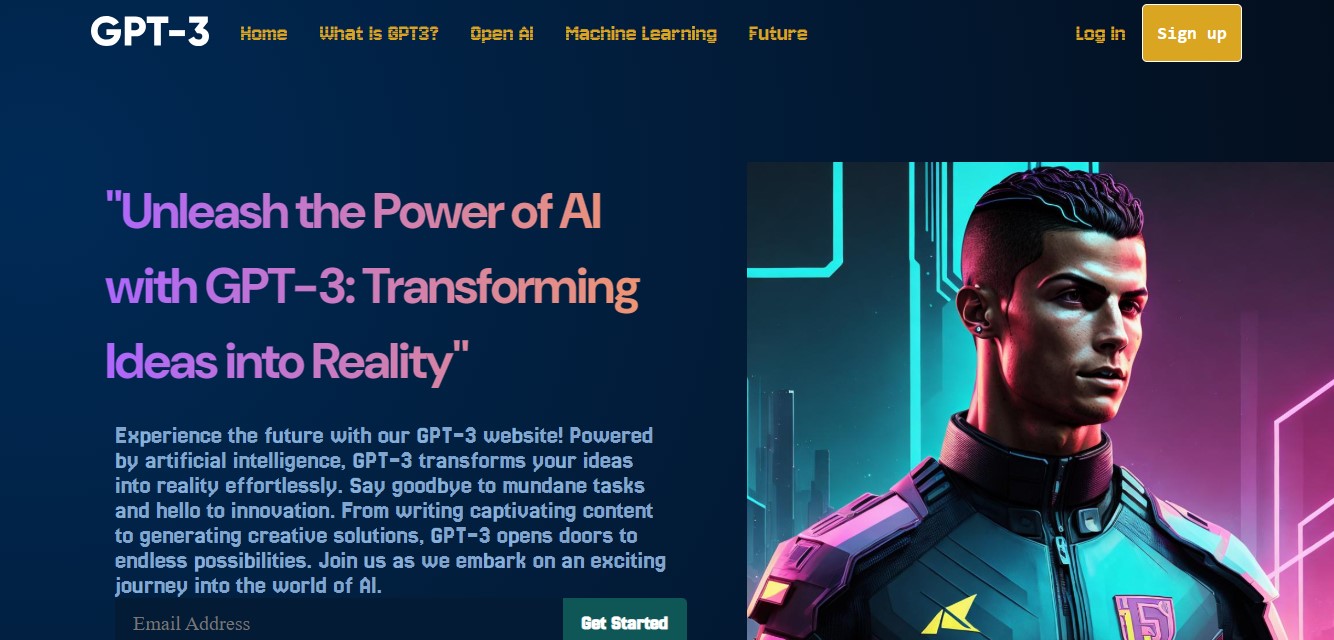 GPT-3 Home What is GPT3? Open AI Machine Learning Future Log In Sign up
"Unleash the Power of AI
with GPT-3: Transforming
Ideas into Reality"
Experience the future with our GPT-3 website! Powered
by artificial intelligence, GPT-3 transforms your ideas
into reality effortlessly. Say goodbye to mundane tasks
and hello to innovation. From writing captivating content
to generating creative solutions, GPT-3 opens doors to
endless possibilities. Join us as we embark on an exciting
journey into the world of AI.
Email Address Get Started